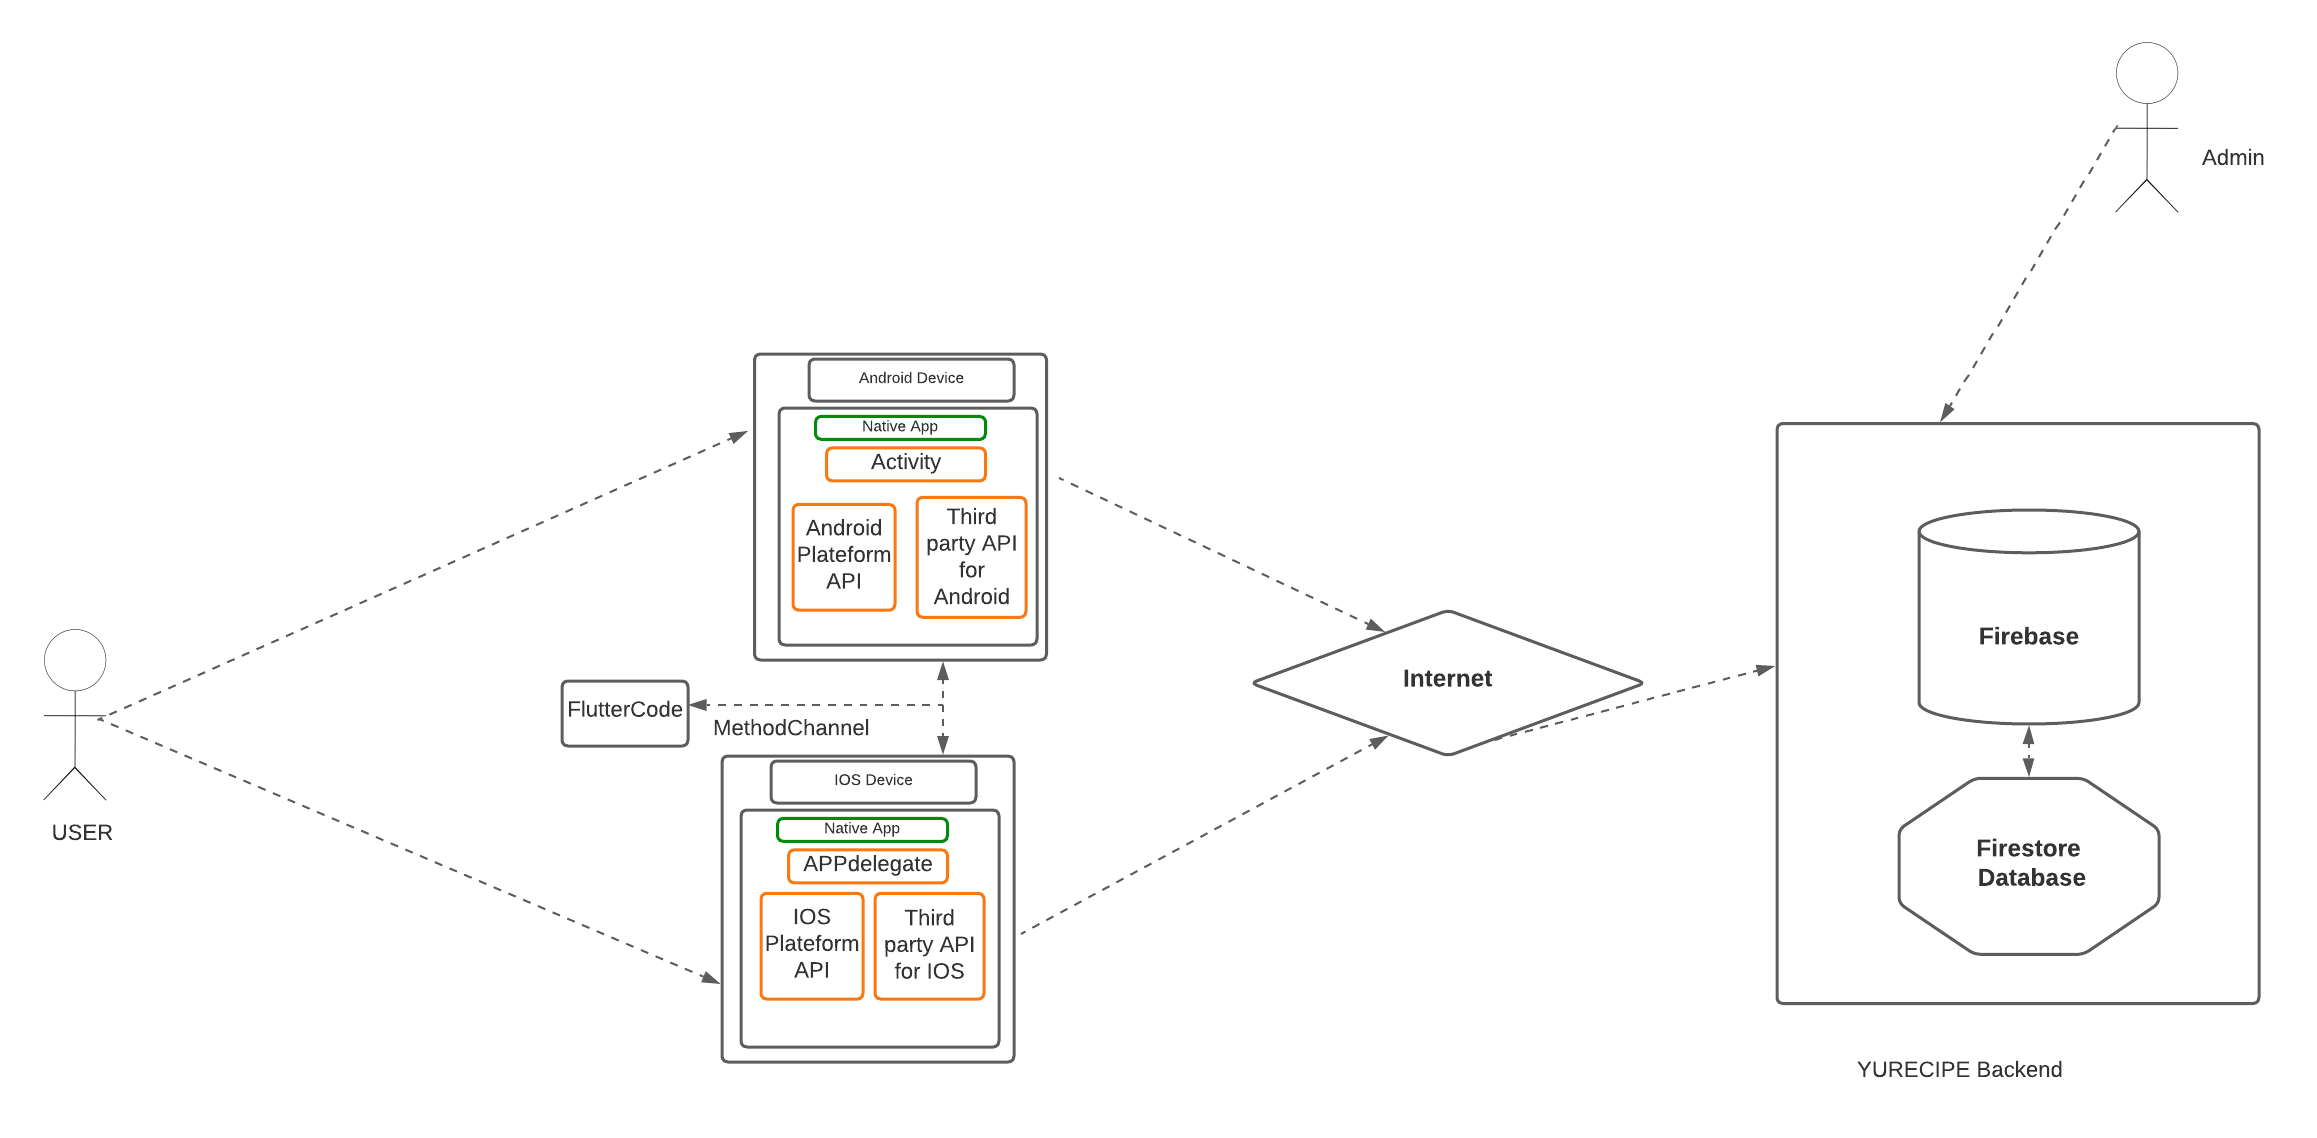 Admin
Android Device
Native App
Activity
Android
Plateform
API
Third
party API
for
Android
FlutterCode
MethodChannel
USER
IOS Device
Native App
APPdelegate
IOS
Plateform
API
Third
party API
for IOS
Internet
Firebase
Firestore
Database
YURECIPE Backend